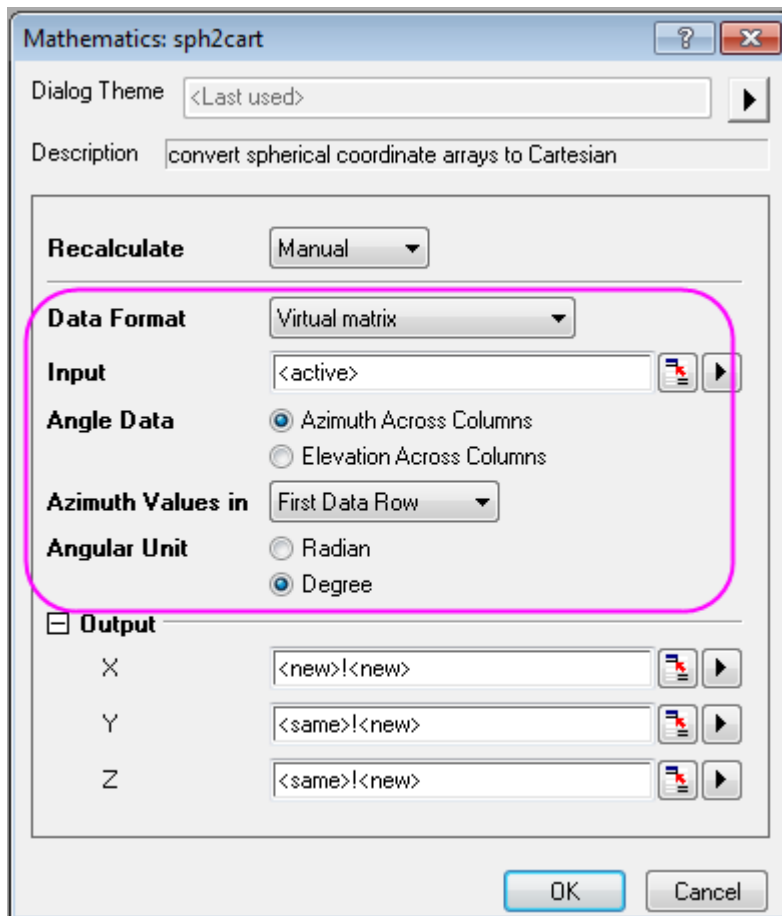 Mathematics: sph2cart
Dialog Theme <Last used>
Description convert spherical coordinate arrays to Cartesian
Recalculate Manual
Data Format Virtual matrix
Input <active>
Angle Data Azimuth Across Columns
Elevation Across Columns
Azimuth Values in First Data Row
Angular Unit Radian
Degree
Output
X <new>!<new>
Y <same>!<new>
Z <same>!<new>
OK Cancel